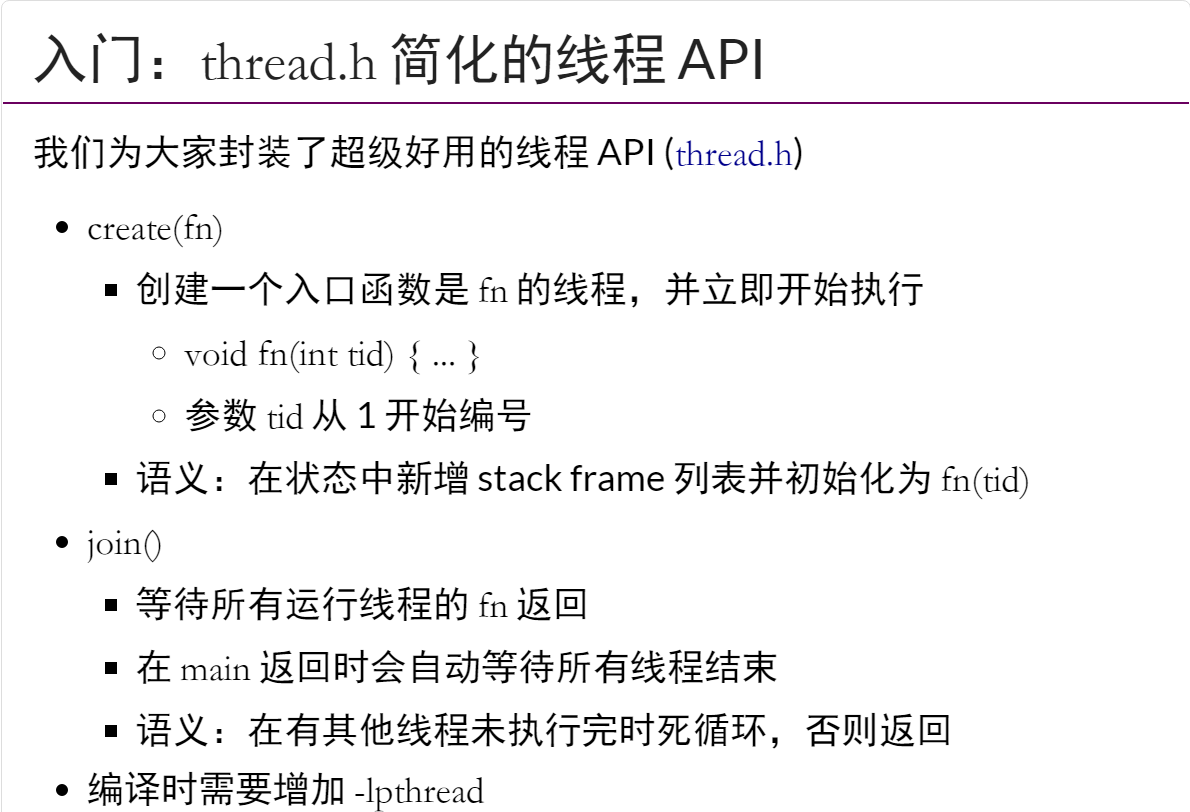 入门：thread.h 简化的线程 API
我们为大家封装了超级好用的线程 API (thread.h)
• create(fn)
▪ 创建一个入口函数是 fn 的线程，并立即开始执行
◦ void fn(int tid) { ... }
◦ 参数 tid 从 1 开始编号
▪ 语义：在状态中新增 stack frame 列表并初始化为 fn(tid)
• join()
▪ 等待所有运行线程的 fn 返回
▪ 在 main 返回时会自动等待所有线程结束
▪ 语义：在有其他线程未执行完时死循环，否则返回
• 编译时需要增加 -lpthread